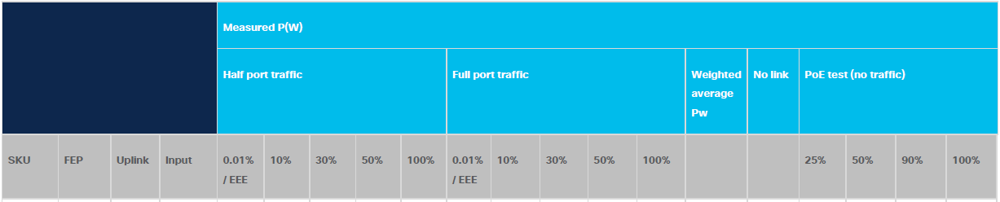 Measured P(W)
Half port traffic
Full port traffic
Weighted
average
Pw
No link
PoE test (no traffic)
SKU
FEP
Uplink
Input
0.01%
/ EEE
10%
30%
50%
100%
0.01%
/ EEE
10%
30%
50%
100%
25%
50%
90%
100%